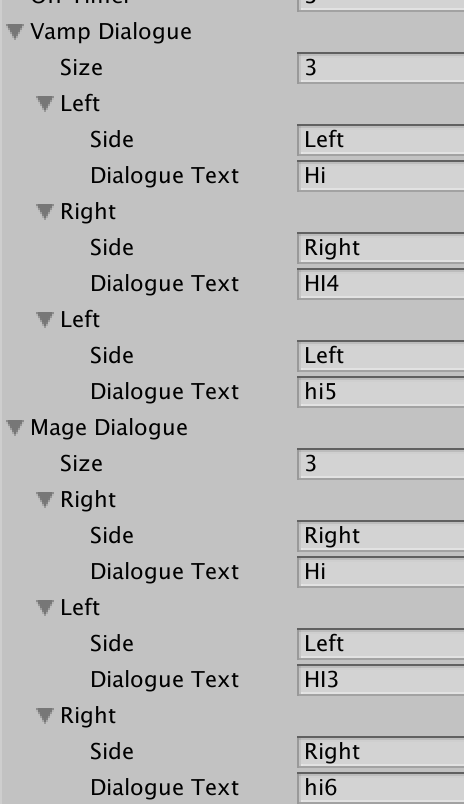 Vamp Dialogue
Size 3
Left
Side Left
Dialogue Text Hi
Right
Side Right
Dialogue Text HI4
Left
Side Left
Dialogue Text hi5
Mage Dialogue
Size 3
Right
Side Right
Dialogue Text Hi
Left
Side Left
Dialogue Text HI3
Right
Side Right
Dialogue Text hi6